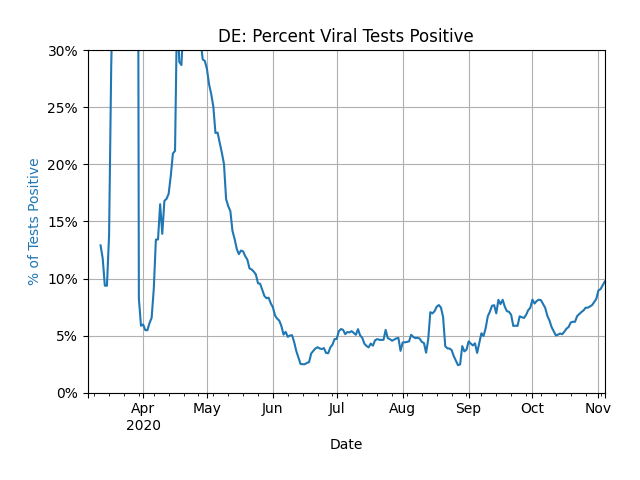 DE: Percent Viral Tests Positive
30%
25%
20%
15%
10%
5%
0%
% of Tests Positive
Apr
2020
May
Jun
Jul
Aug
Sep
Oct
Nov
Date